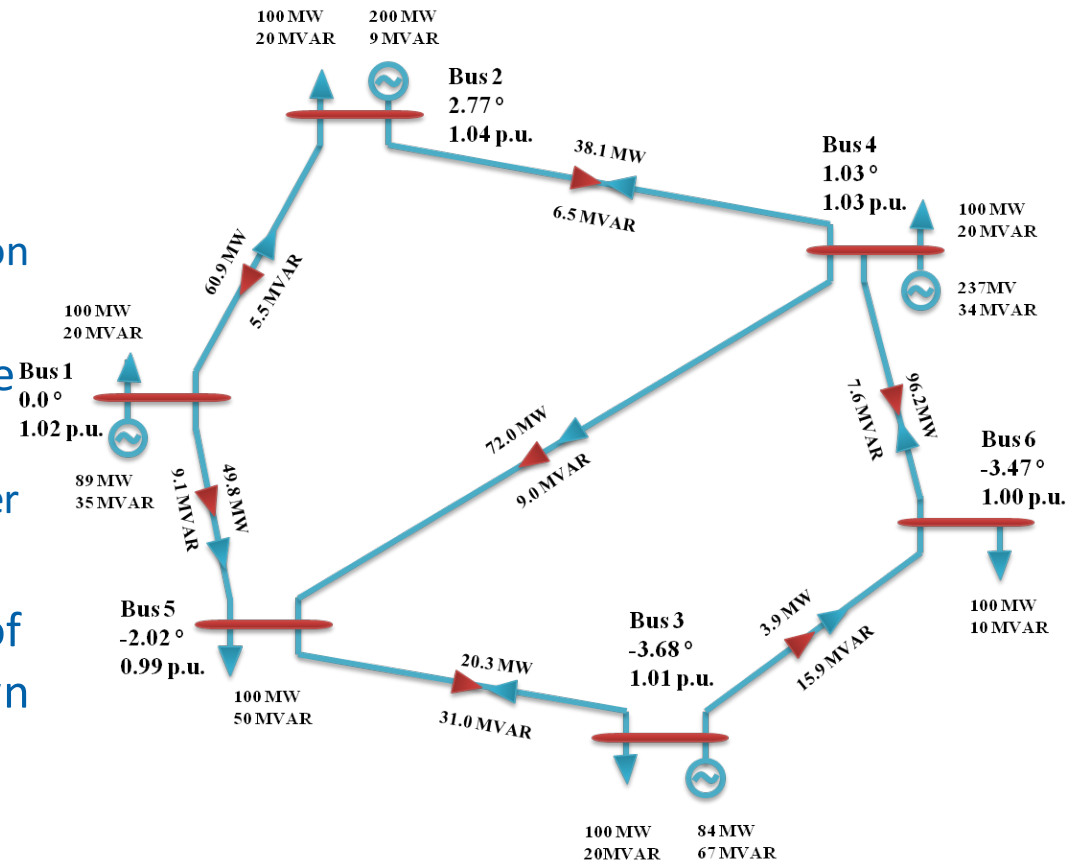 100 MW
20 MVAR
200 MW
9 MVAR
Bus 2
2.77 °
1.04 p.u.
38.1 MW
6.5 MVAR
Bus 4
1.03 °
1.03 p.u.
100 MW
20 MVAR
237MV
34 MVAR
on
60.9 MW
5.5 MVAR
100 MW
20 MVAR
e
Bus 1
0.0 °
1.02 p.u.
89 MW
35 MVAR
er
9.1 MVAR
49.8 MW
72.0 MW
9.0 MVAR
7.6 MVAR
96.2MW
Bus 6
-3.47 °
1.00 p.u.
100 MW
10 MVAR
of
wn
Bus 5
-2.02 °
0.99 p.u.
100 MW
50 MVAR
20.3 MW
31.0 MVAR
Bus 3
-3.68 °
1.01 p.u.
3.9 MW
15.9 MVAR
100 MW
20MVAR
84 MW
67 MVAR